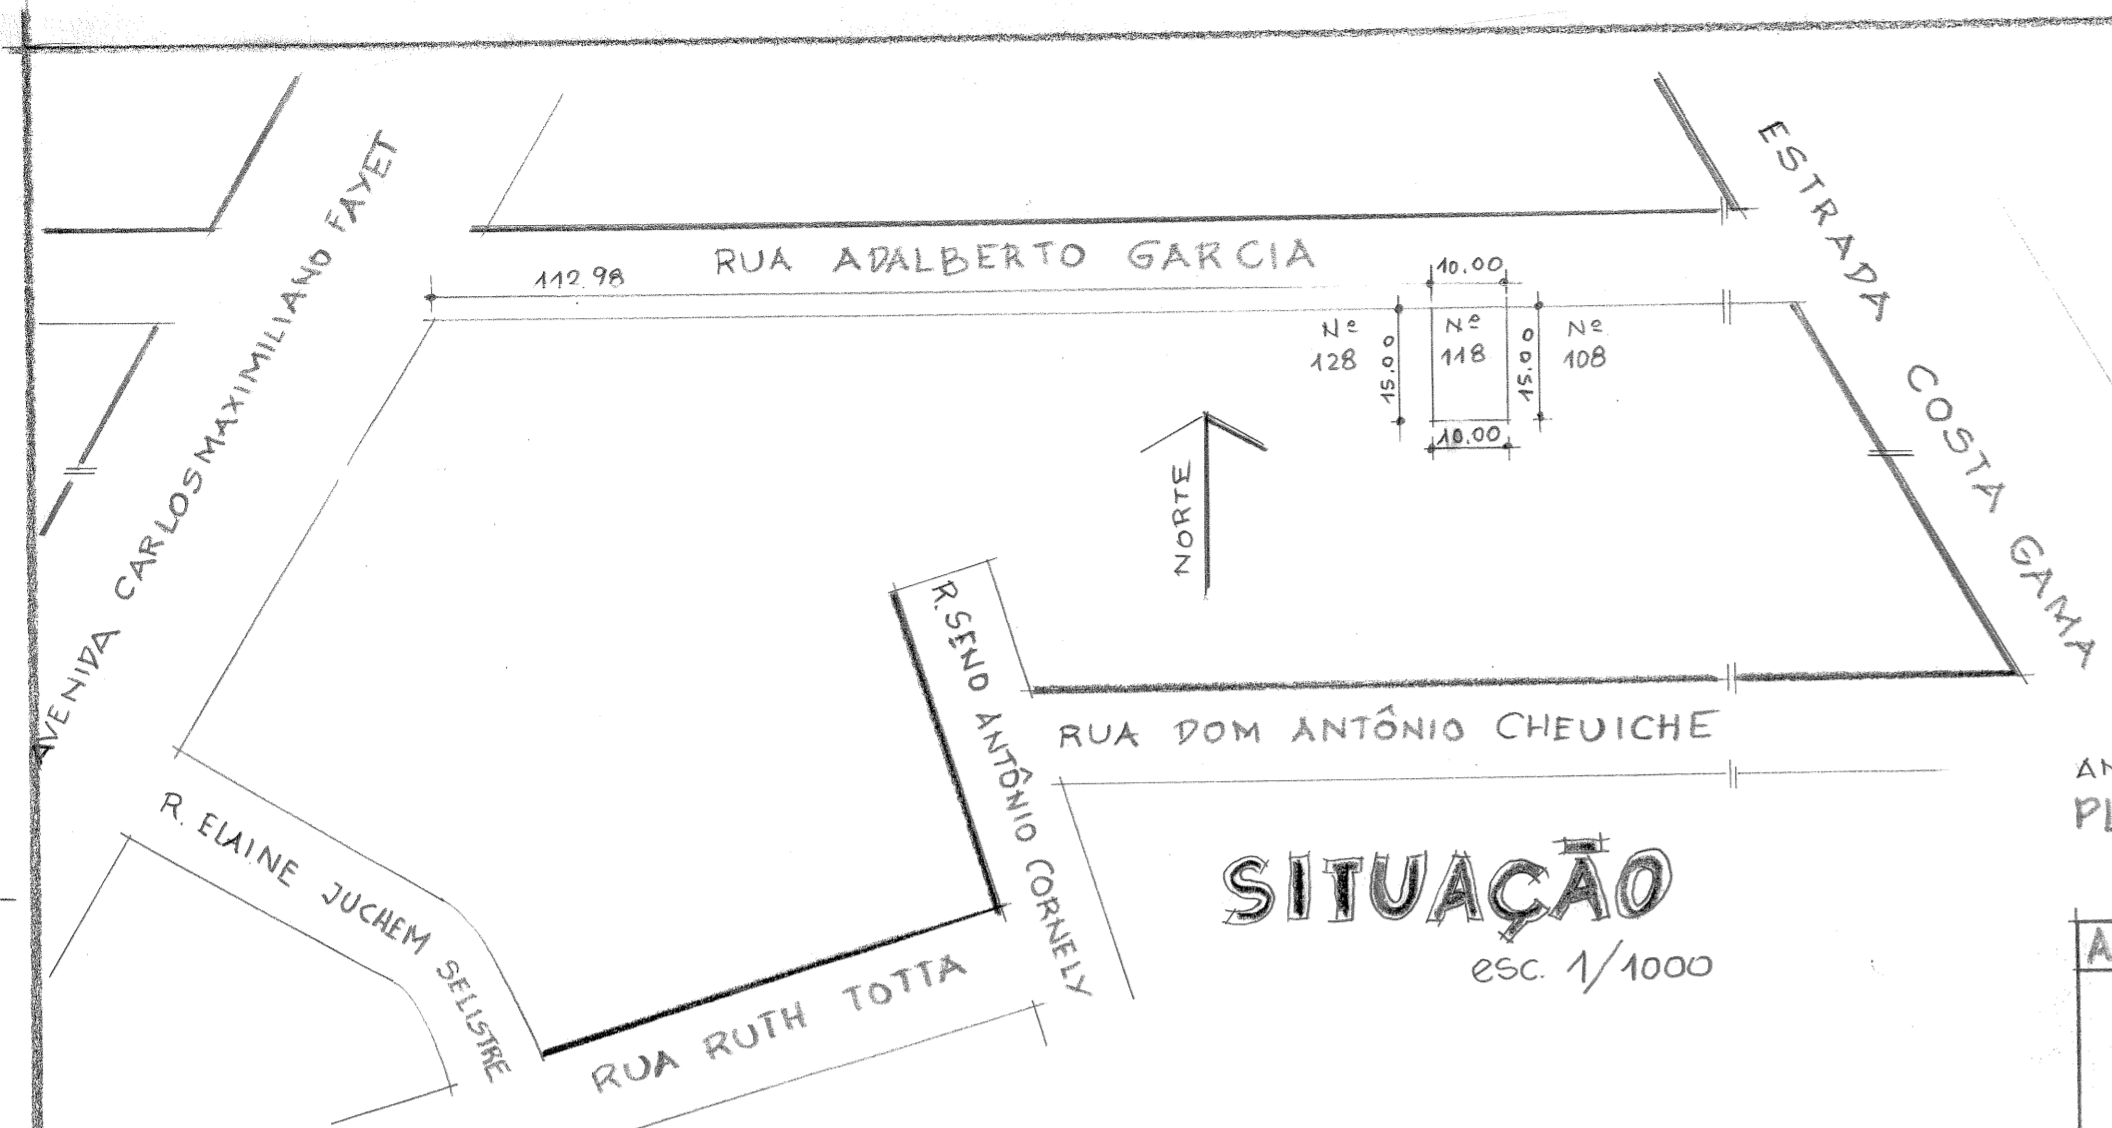 ESTRADA COSTA GAMA
AVENIDA CARLOS MAXIMILIANO FAYET
RUA ADALBERTO GARCIA
112.98
10.00
Nº
128
15.00
Nº
118
15.00
Nº
108
10.00
NORTE
R. SENO ANTÔNIO CORNELY
RUA DOM ANTÔNIO CHEUICHE
R. ELAINE JUCHEM SELISTRE
RUA RUTH TOTTA
SITUAÇÃO
esc. 1/1000
AN
PL
A